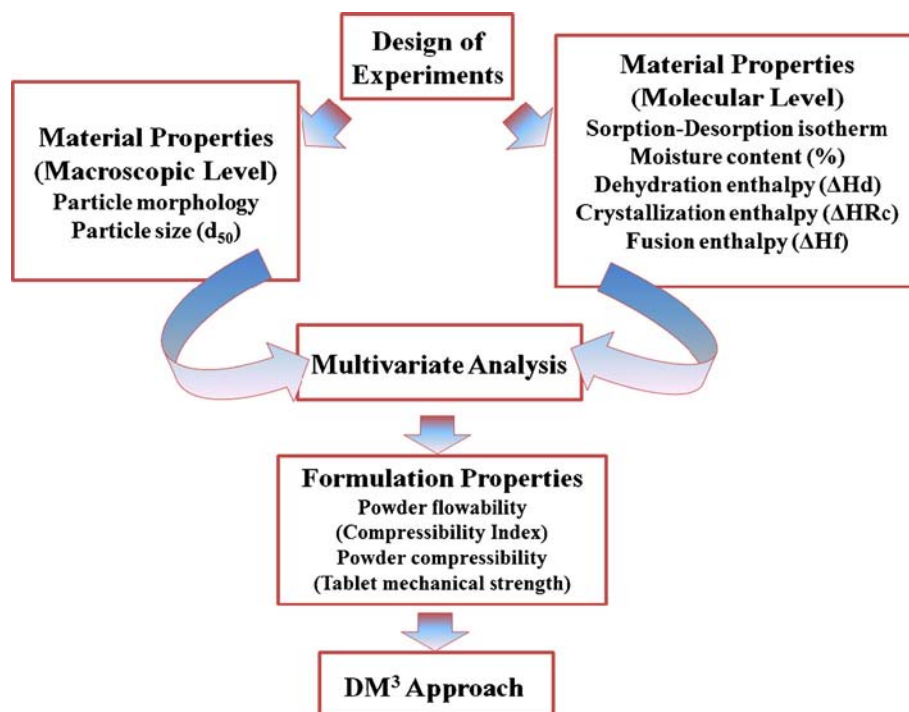 Design of
Experiments
Material Properties
(Macroscopic Level)
Particle morphology
Particle size (d₅₀)
Material Properties
(Molecular Level)
Sorption-Desorption isotherm
Moisture content (%)
Dehydration enthalpy (ΔHd)
Crystallization enthalpy (ΔHRc)
Fusion enthalpy (ΔHf)
Multivariate Analysis
Formulation Properties
Powder flowability
(Compressibility Index)
Powder compressibility
(Tablet mechanical strength)
DM³ Approach